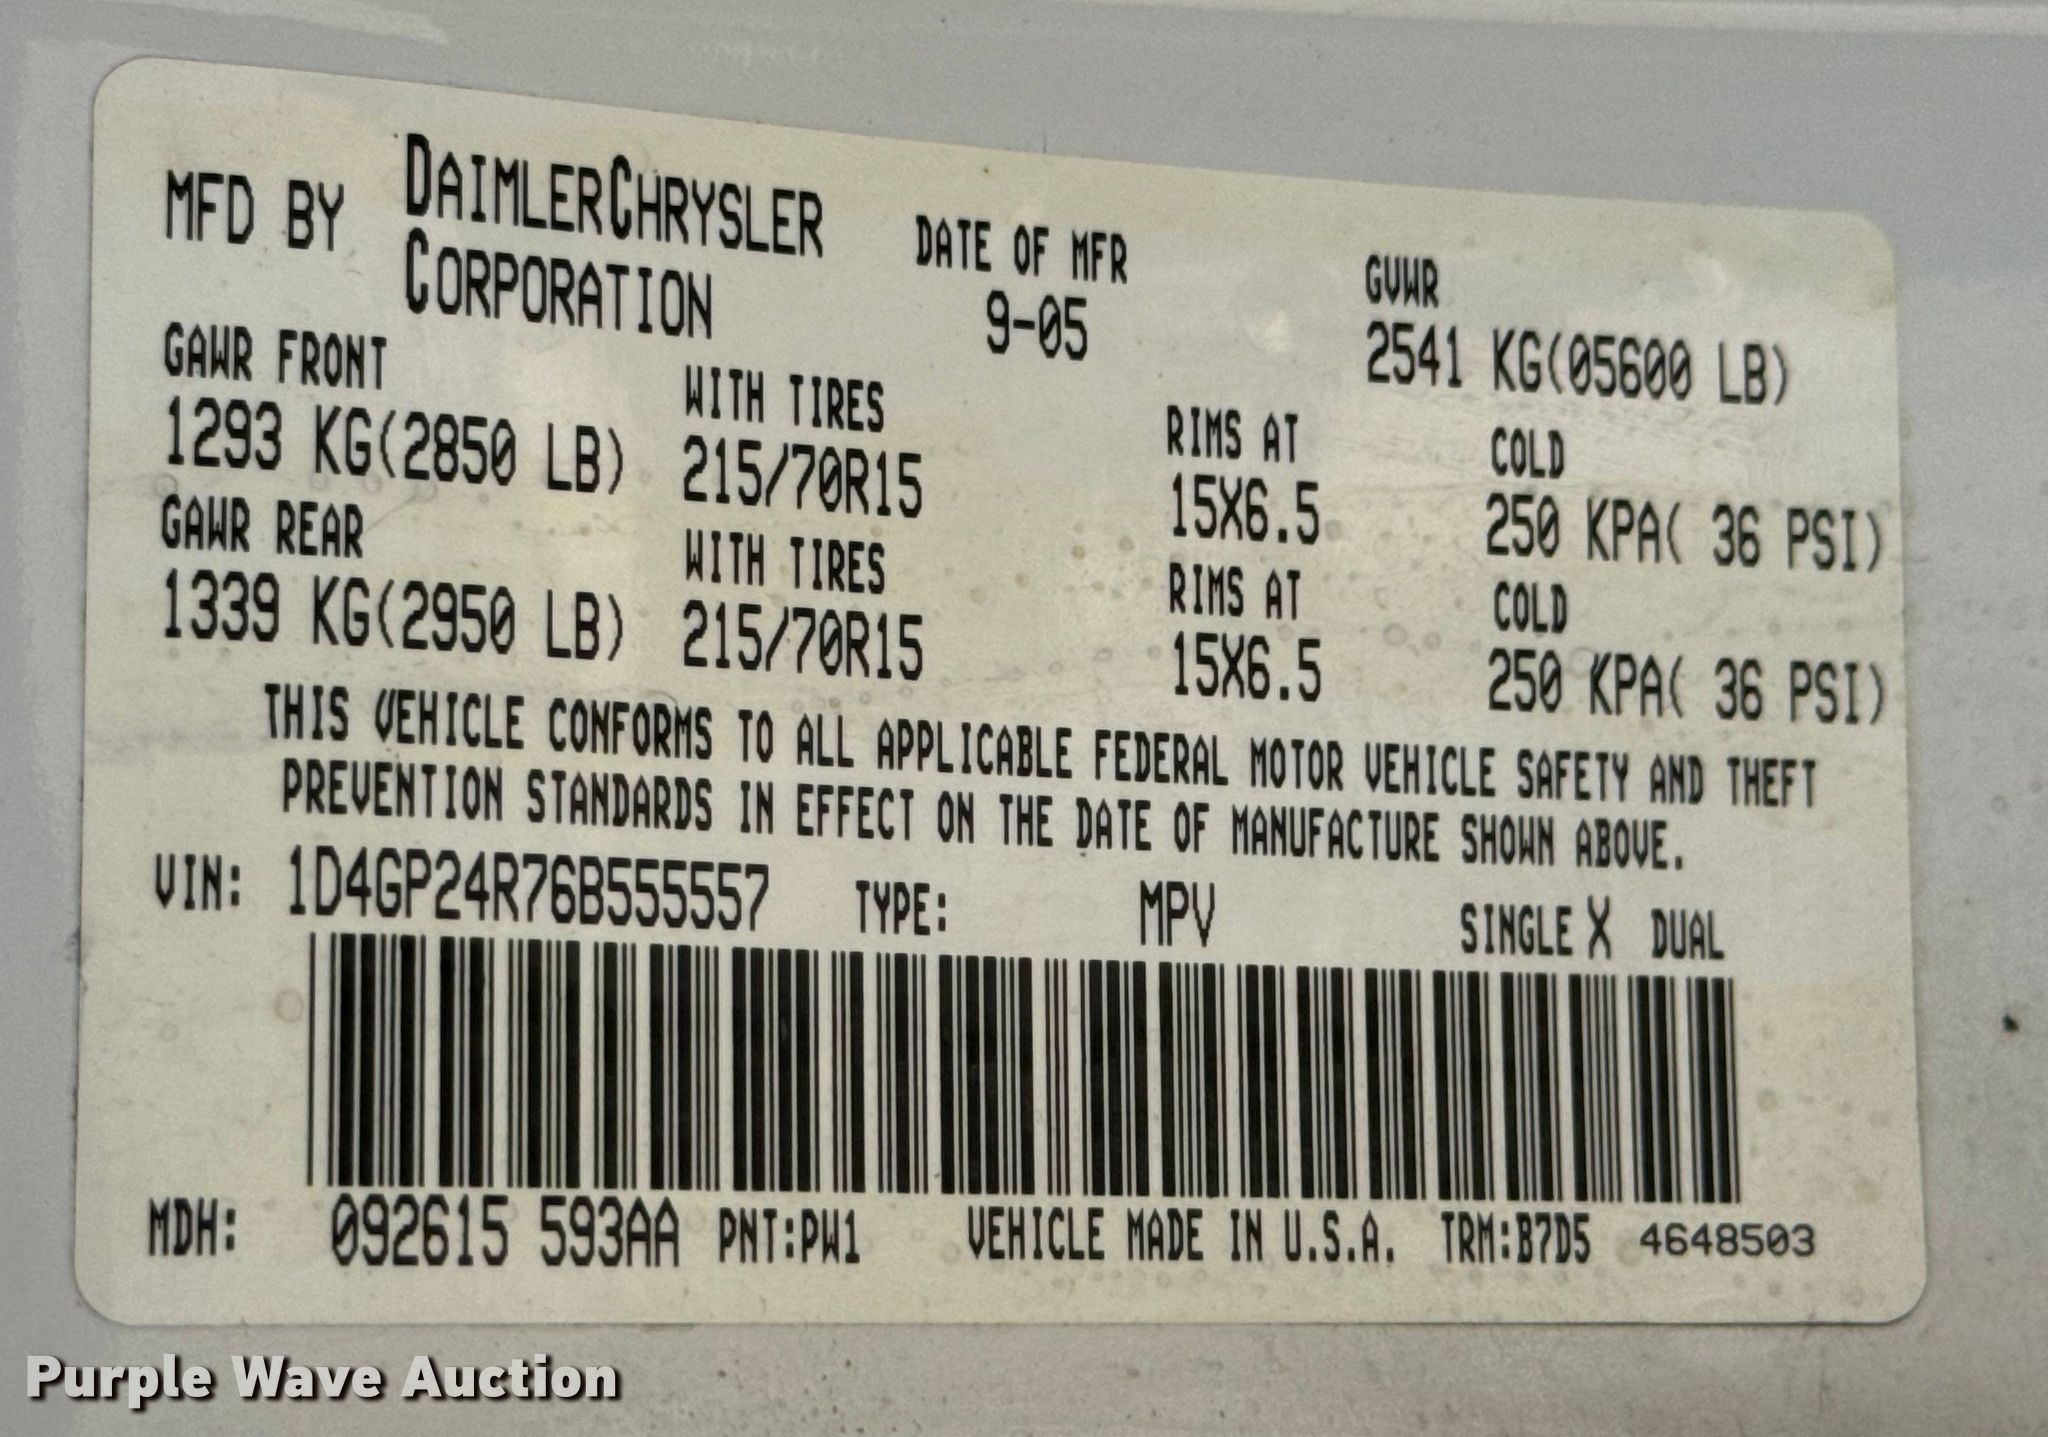 MFD BY DAIMLERCHRYSLER CORPORATION
DATE OF MFR
9-05
GVWR
2541 KG(05600 LB)
GAWR FRONT WITH TIRES RIMS AT COLD
1293 KG(2850 LB) 215/70R15 15X6.5 250 KPA( 36 PSI)
GAWR REAR WITH TIRES RIMS AT COLD
1339 KG(2950 LB) 215/70R15 15X6.5 250 KPA( 36 PSI)
THIS VEHICLE CONFORMS TO ALL APPLICABLE FEDERAL MOTOR VEHICLE SAFETY AND THEFT
PREVENTION STANDARDS IN EFFECT ON THE DATE OF MANUFACTURE SHOWN ABOVE.
VIN: 1D4GP24R76B555557 TYPE: MPV SINGLE X DUAL
MDH: 092615 593AA PNT:PW1 VEHICLE MADE IN U.S.A. TRM:B7D5 4648503
Purple Wave Auction